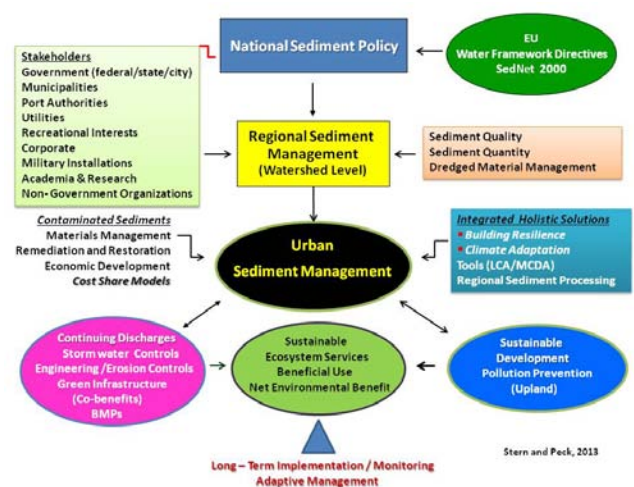 National Sediment Policy
EU
Water Framework Directives
SedNet 2000
Stakeholders
Government (federal/state/city)
Municipalities
Port Authorities
Utilities
Recreational Interests
Corporate
Military Installations
Academia & Research
Non- Government Organizations
Regional Sediment
Management
(Watershed Level)
Sediment Quality
Sediment Quantity
Dredged Material Management
Contaminated Sediments
Materials Management
Remediation and Restoration
Economic Development
Cost Share Models
Urban
Sediment Management
Integrated Holistic Solutions
▪ Building Resilience
▪ Climate Adaptation
Tools (LCA/MCDA)
Regional Sediment Processing
Continuing Discharges
Storm water Controls
Engineering /Erosion Controls
Green Infrastructure
(Co-benefits)
BMPs
Sustainable
Ecosystem Services
Beneficial Use
Net Environmental Benefit
Sustainable
Development
Pollution Prevention
(Upland)
Long – Term Implementation / Monitoring
Adaptive Management
Stern and Peck, 2013